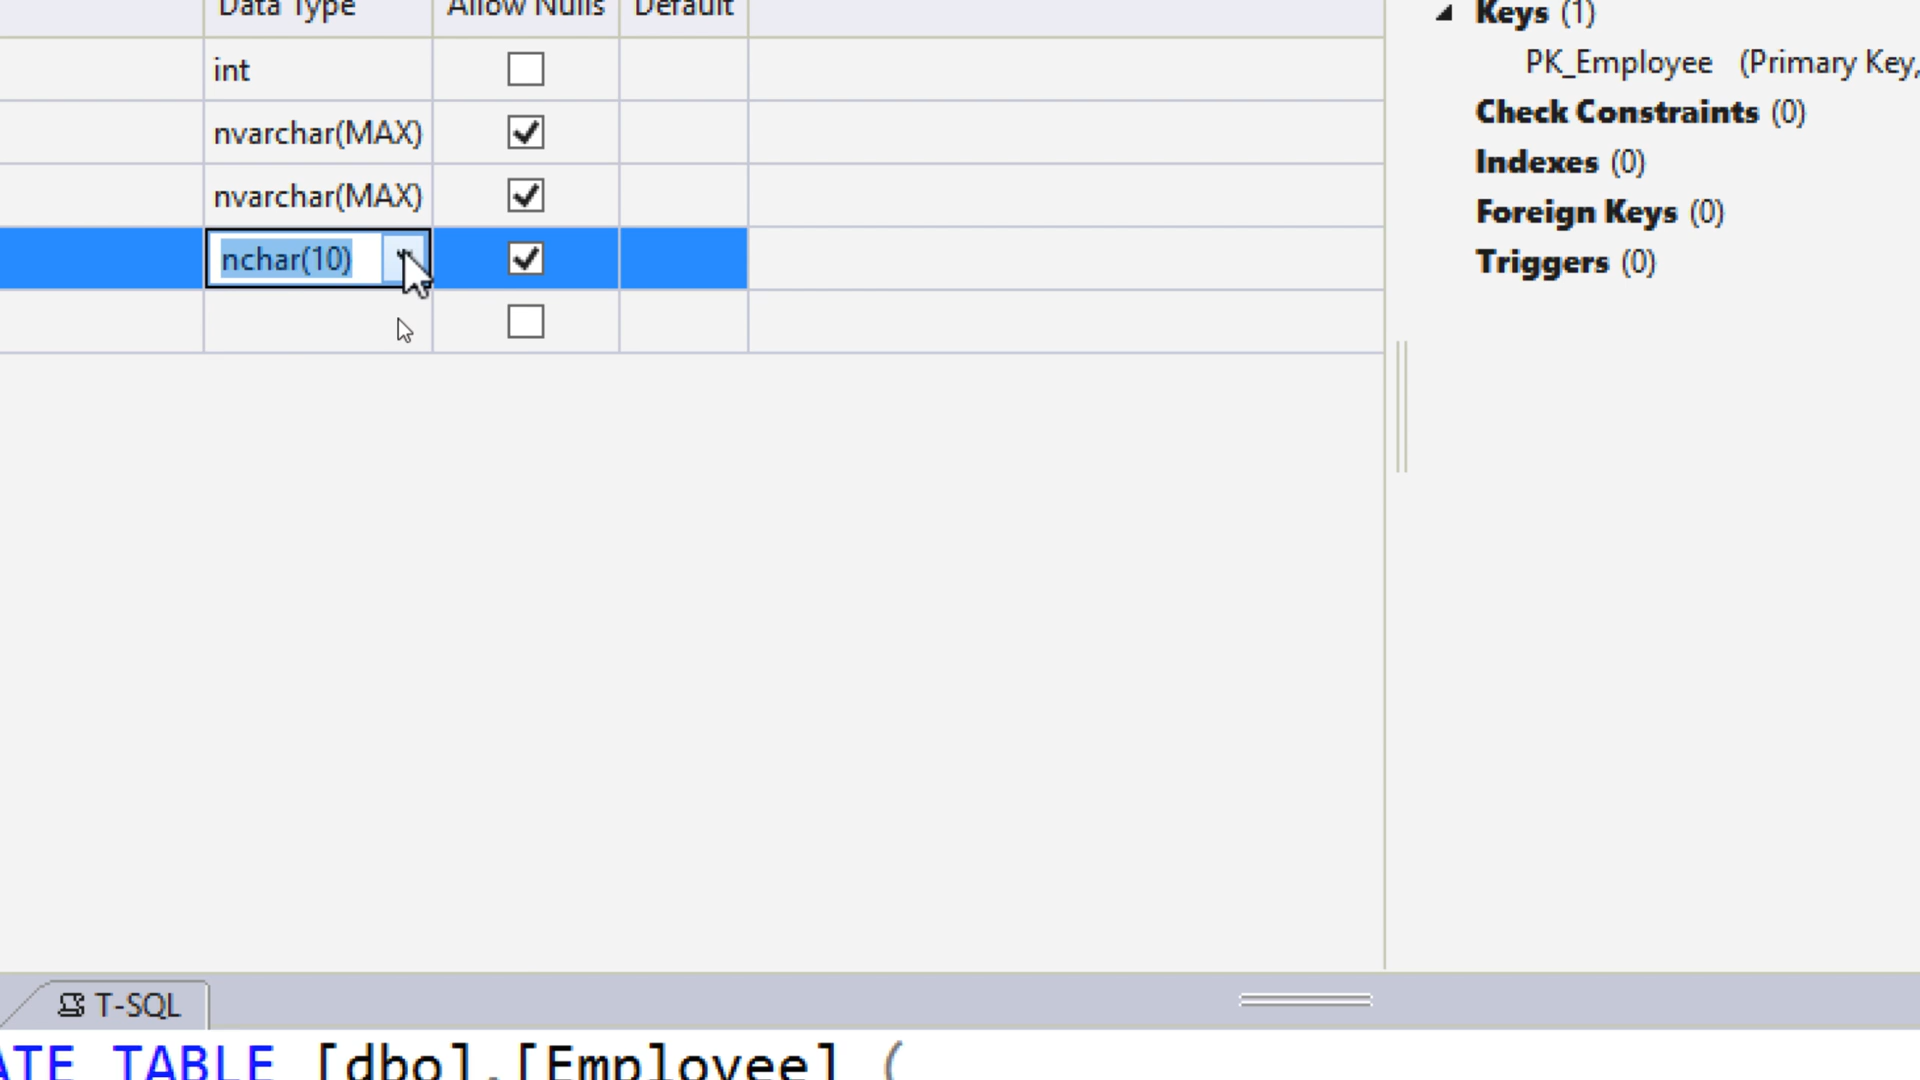 Data Type Allow Nulls Default
int
nvarchar(MAX)
nvarchar(MAX)
nchar(10)
Keys (1)
PK_Employee (Primary Key,
Check Constraints (0)
Indexes (0)
Foreign Keys (0)
Triggers (0)
T-SQL
ATE TABLE [dbo].[Employee] (